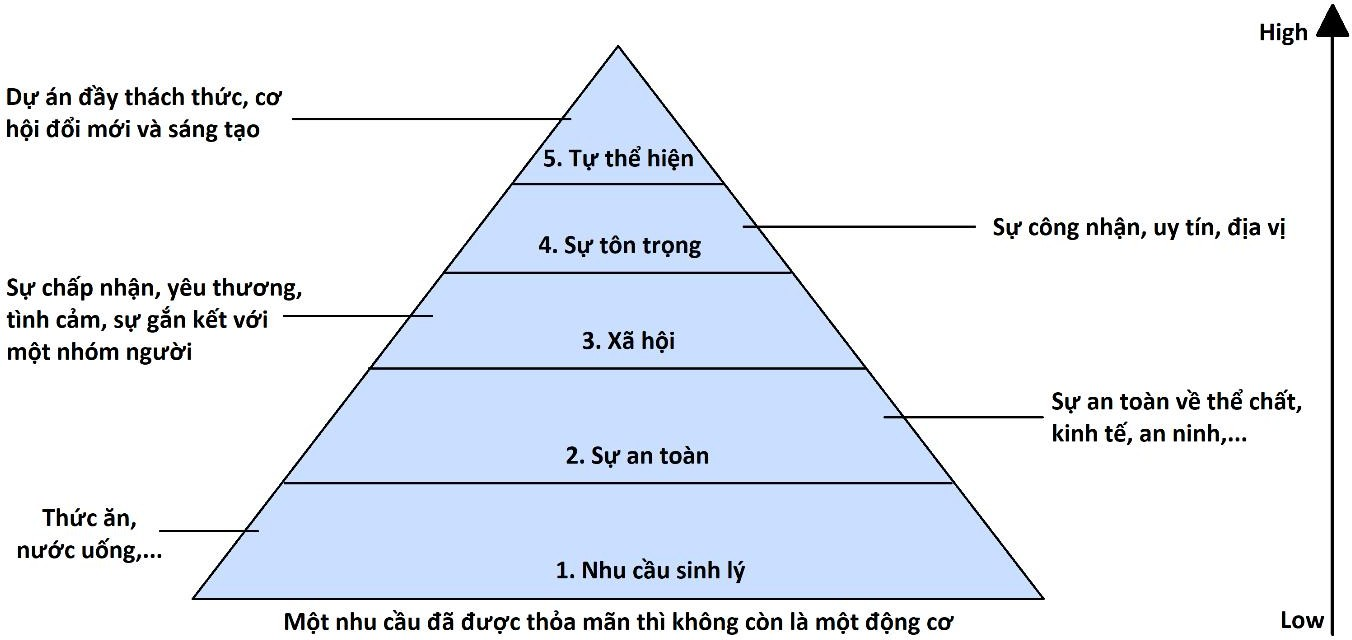 High
Dự án đầy thách thức, cơ
hội đổi mới và sáng tạo
5. Tự thể hiện
Sự công nhận, uy tín, địa vị
4. Sự tôn trọng
Sự chấp nhận, yêu thương,
tình cảm, sự gắn kết với
một nhóm người
3. Xã hội
Sự an toàn về thể chất,
kinh tế, an ninh,...
2. Sự an toàn
Thức ăn,
nước uống,...
1. Nhu cầu sinh lý
Một nhu cầu đã được thỏa mãn thì không còn là một động cơ
Low